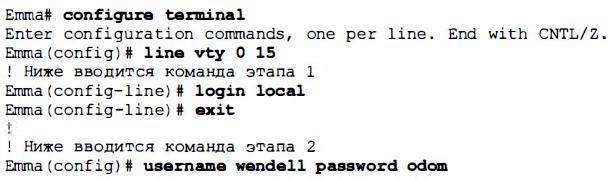 Emma# configure terminal
Enter configuration commands, one per line. End with CNTL/Z.
Emma(config)# line vty 0 15
! Ниже вводится команда этапа 1
Emma(config-line)# login local
Emma(config-line)# exit
!
! Ниже вводится команда этапа 2
Emma(config)# username wendell password odom